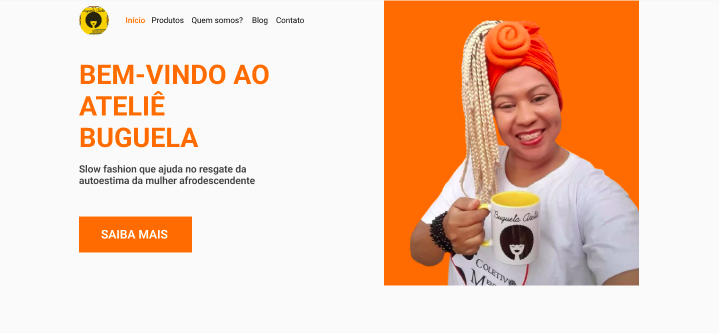 Início Produtos Quem somos? Blog Contato
BEM-VINDO AO
ATELIÊ
BUGUELA
Slow fashion que ajuda no resgate da
autoestima da mulher afrodescendente
SAIBA MAIS
Buguela Ateliê
COLETIVO